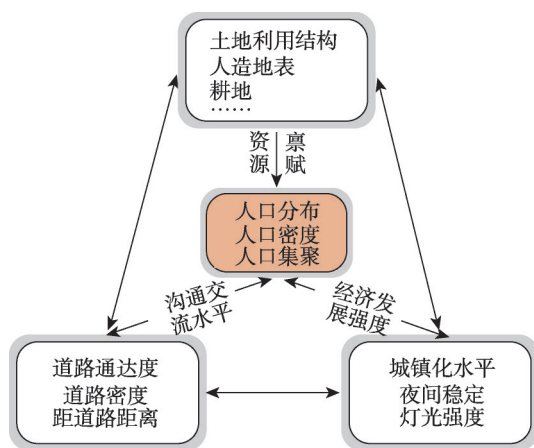 土地利用结构
人造地表
耕地
……
资源
禀赋
人口分布
人口密度
人口集聚
沟通交
流水平
经济发
展强度
道路通达度
道路密度
距道路距离
城镇化水平
夜间稳定
灯光强度